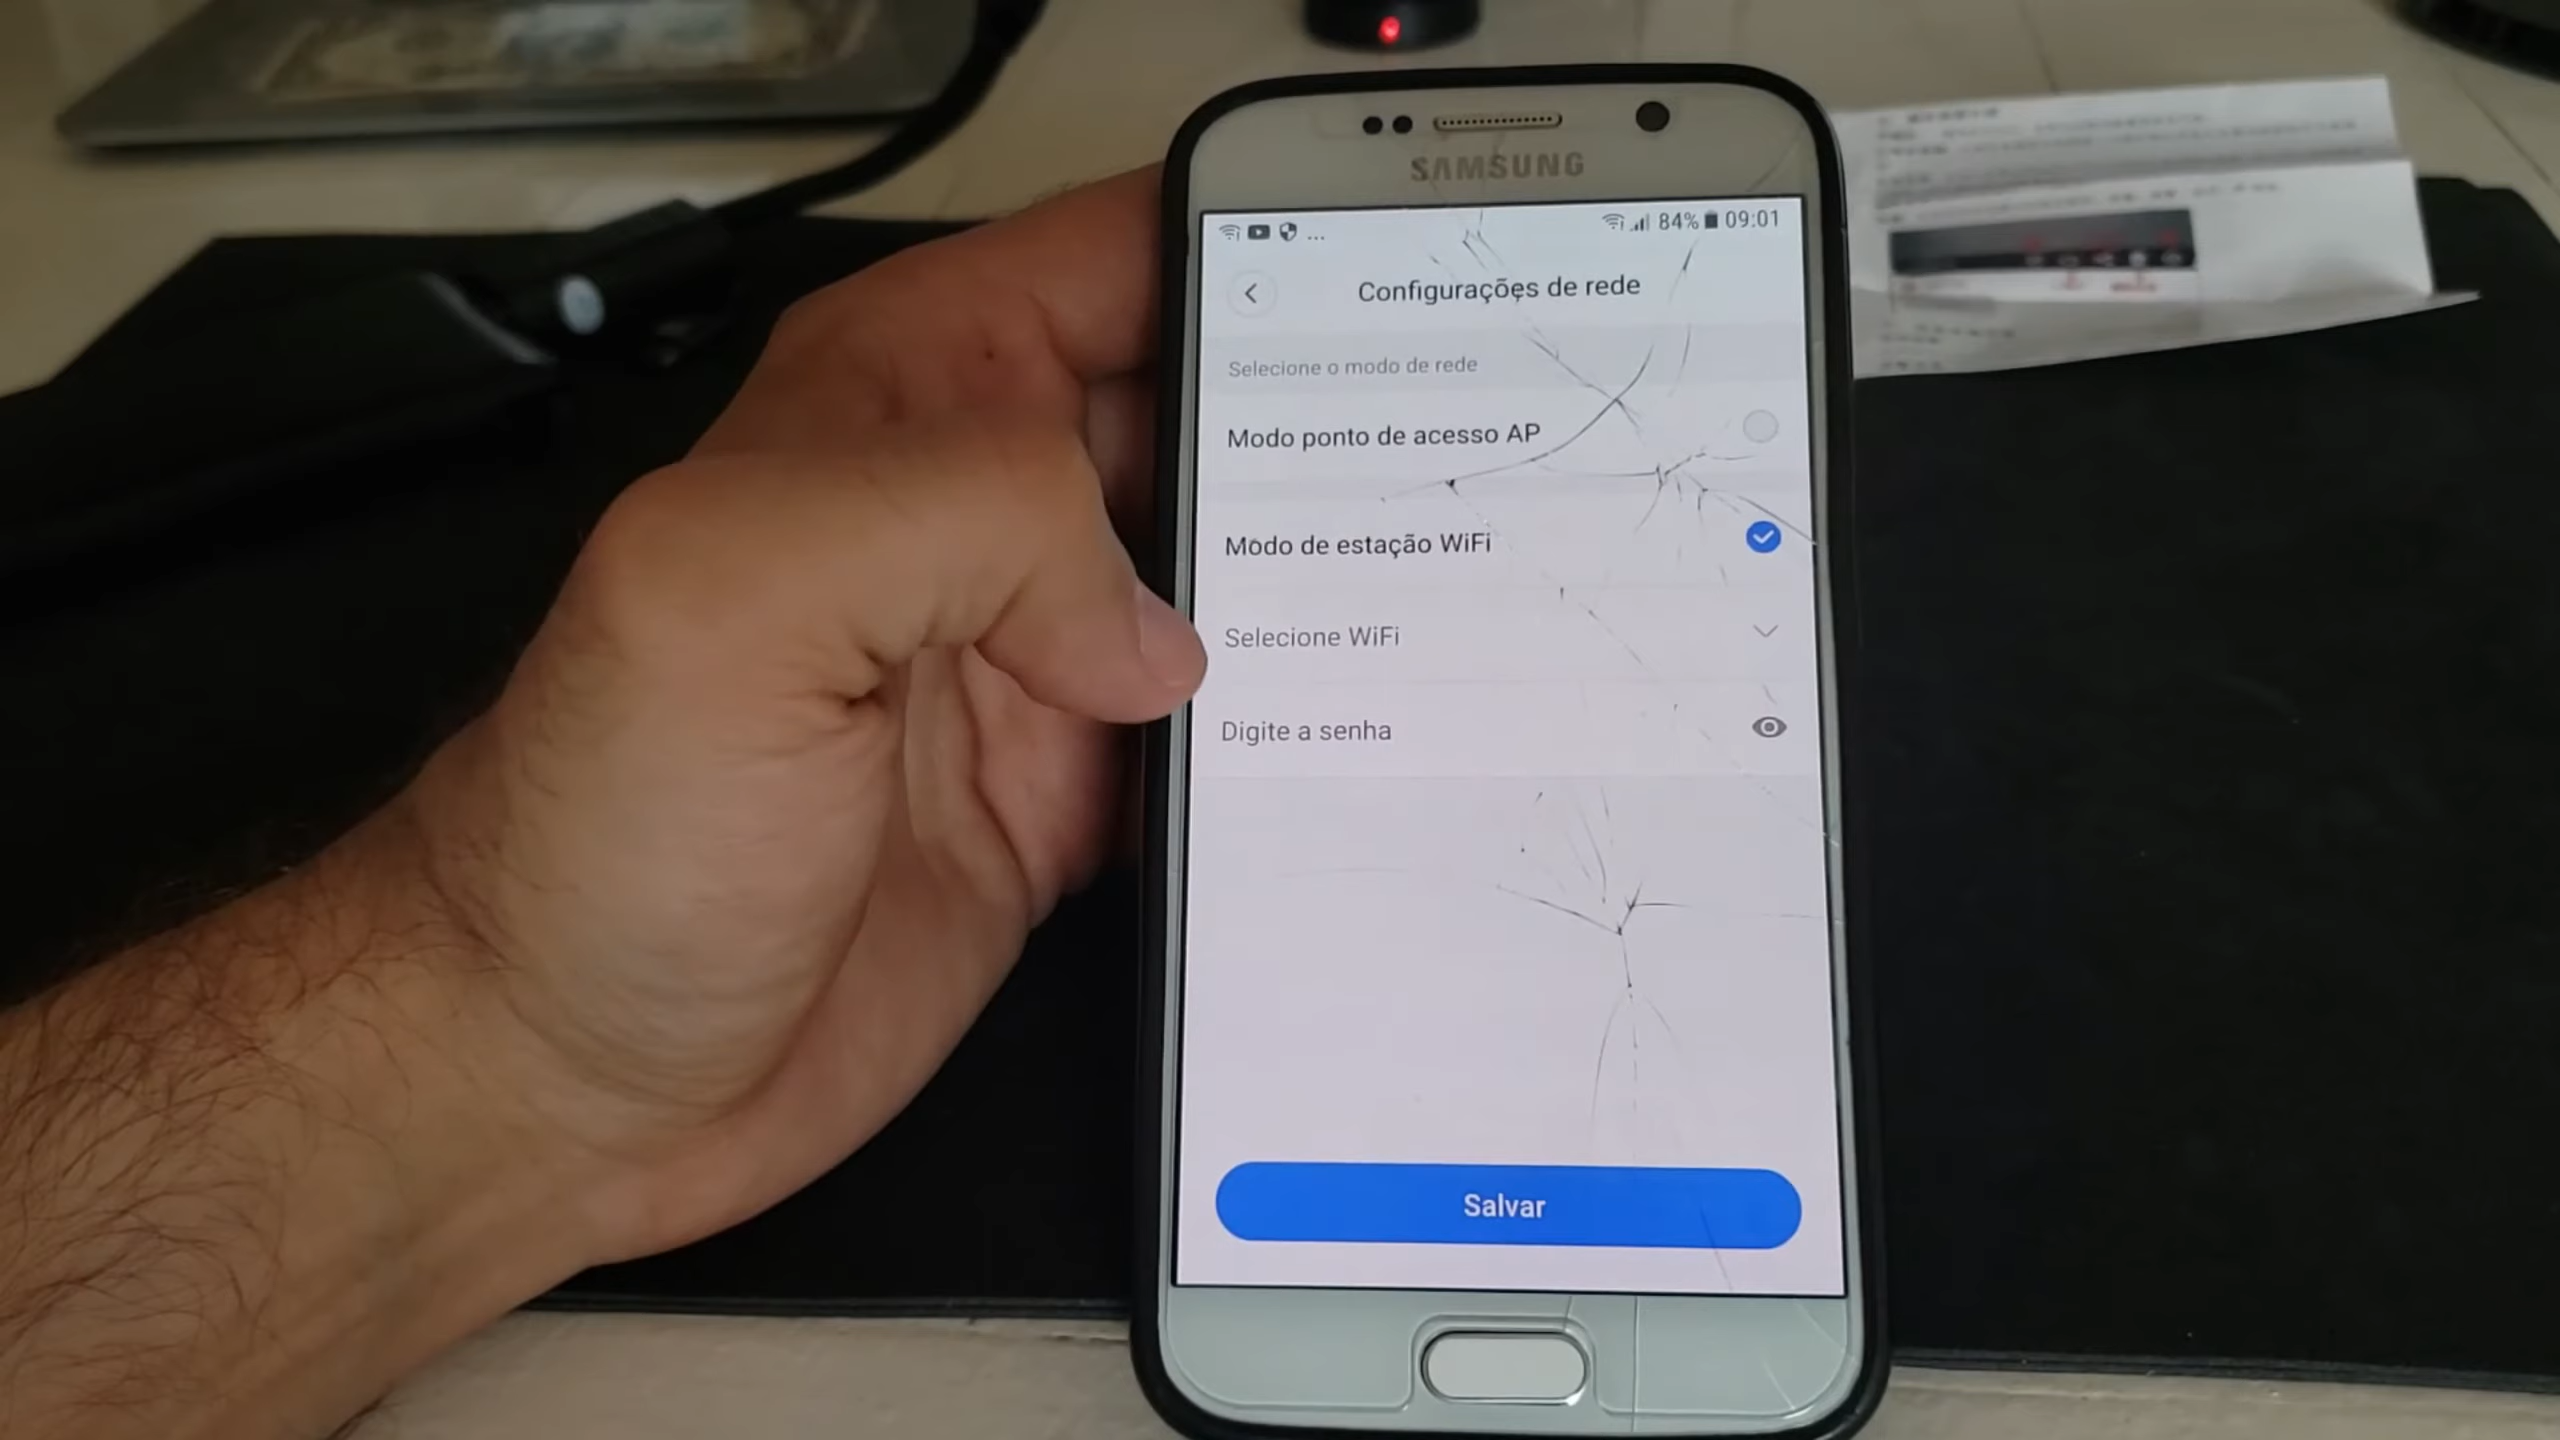 SAMSUNG
... 84% 09:01
Configurações de rede
Selecione o modo de rede
Modo ponto de acesso AP
Modo de estação WiFi
Selecione WiFi
Digite a senha
Salvar